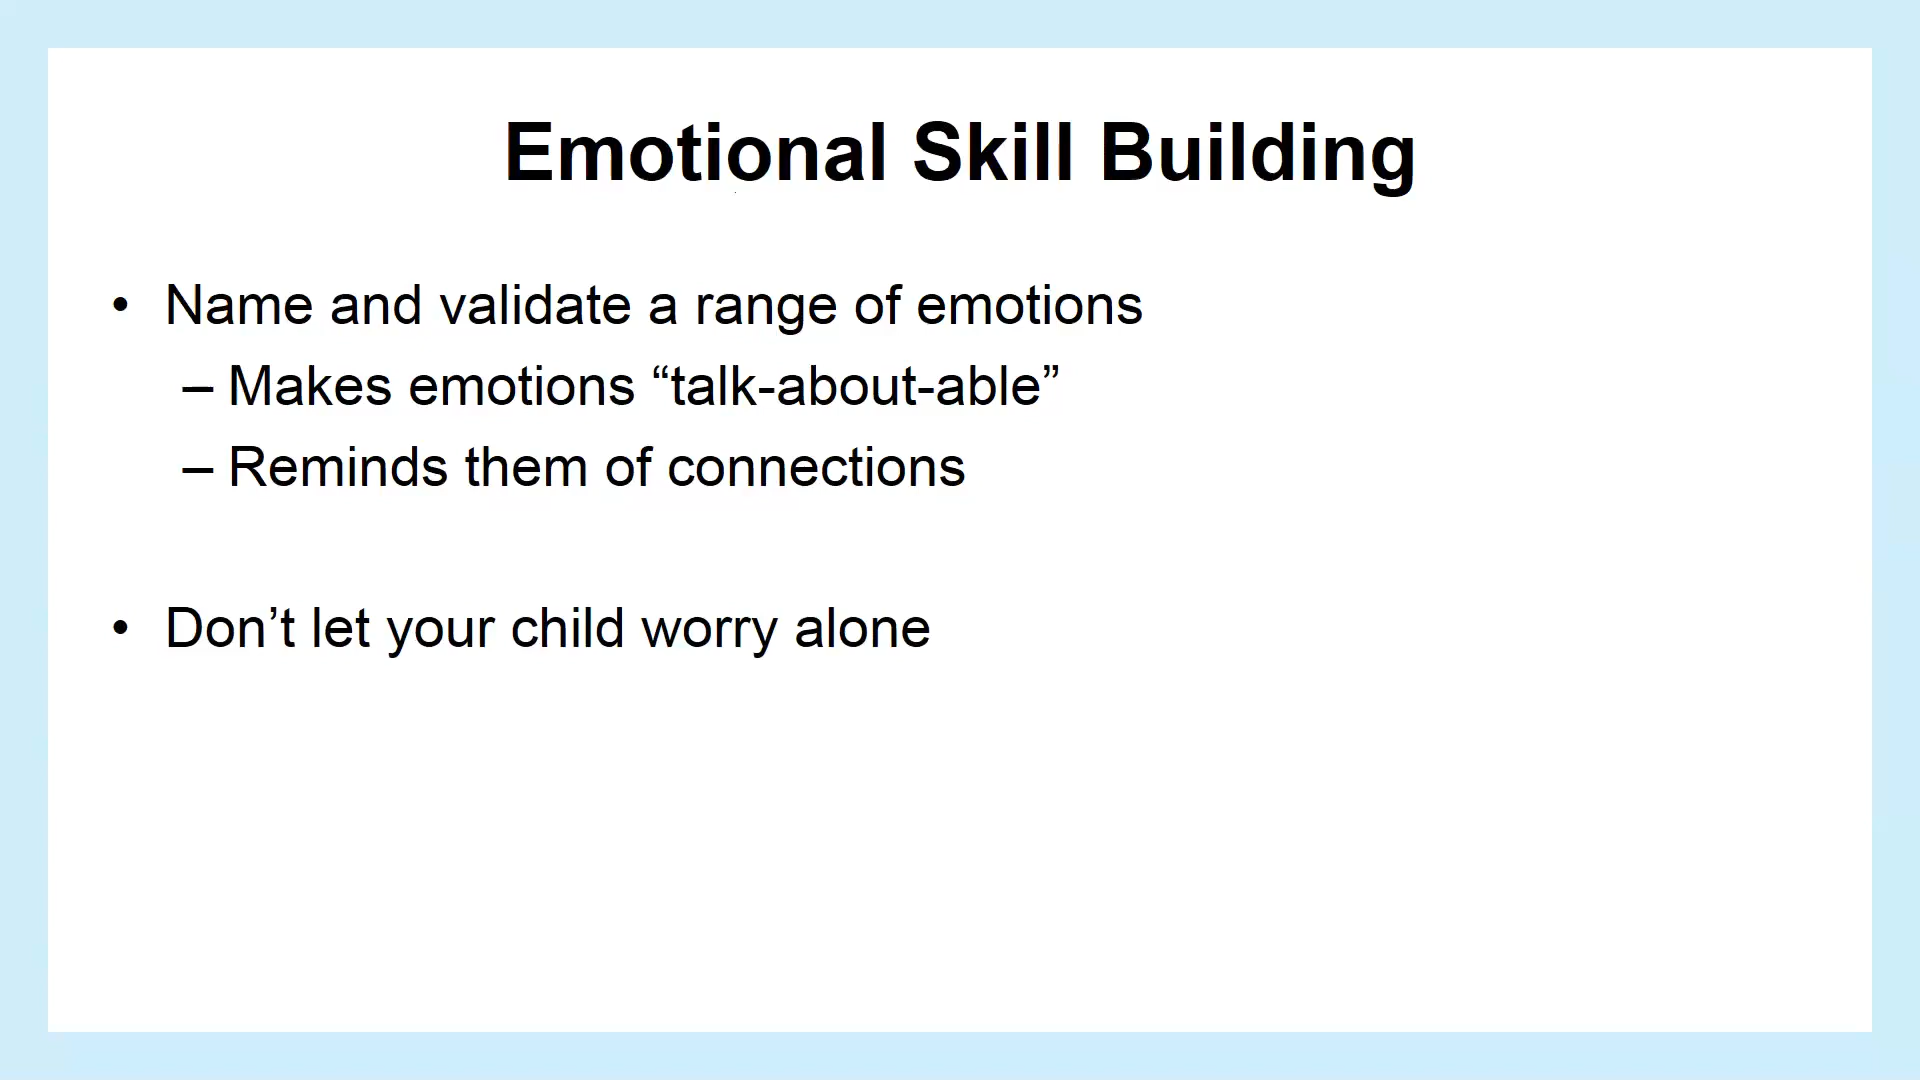 Emotional Skill Building
• Name and validate a range of emotions
– Makes emotions “talk-about-able”
– Reminds them of connections
• Don’t let your child worry alone